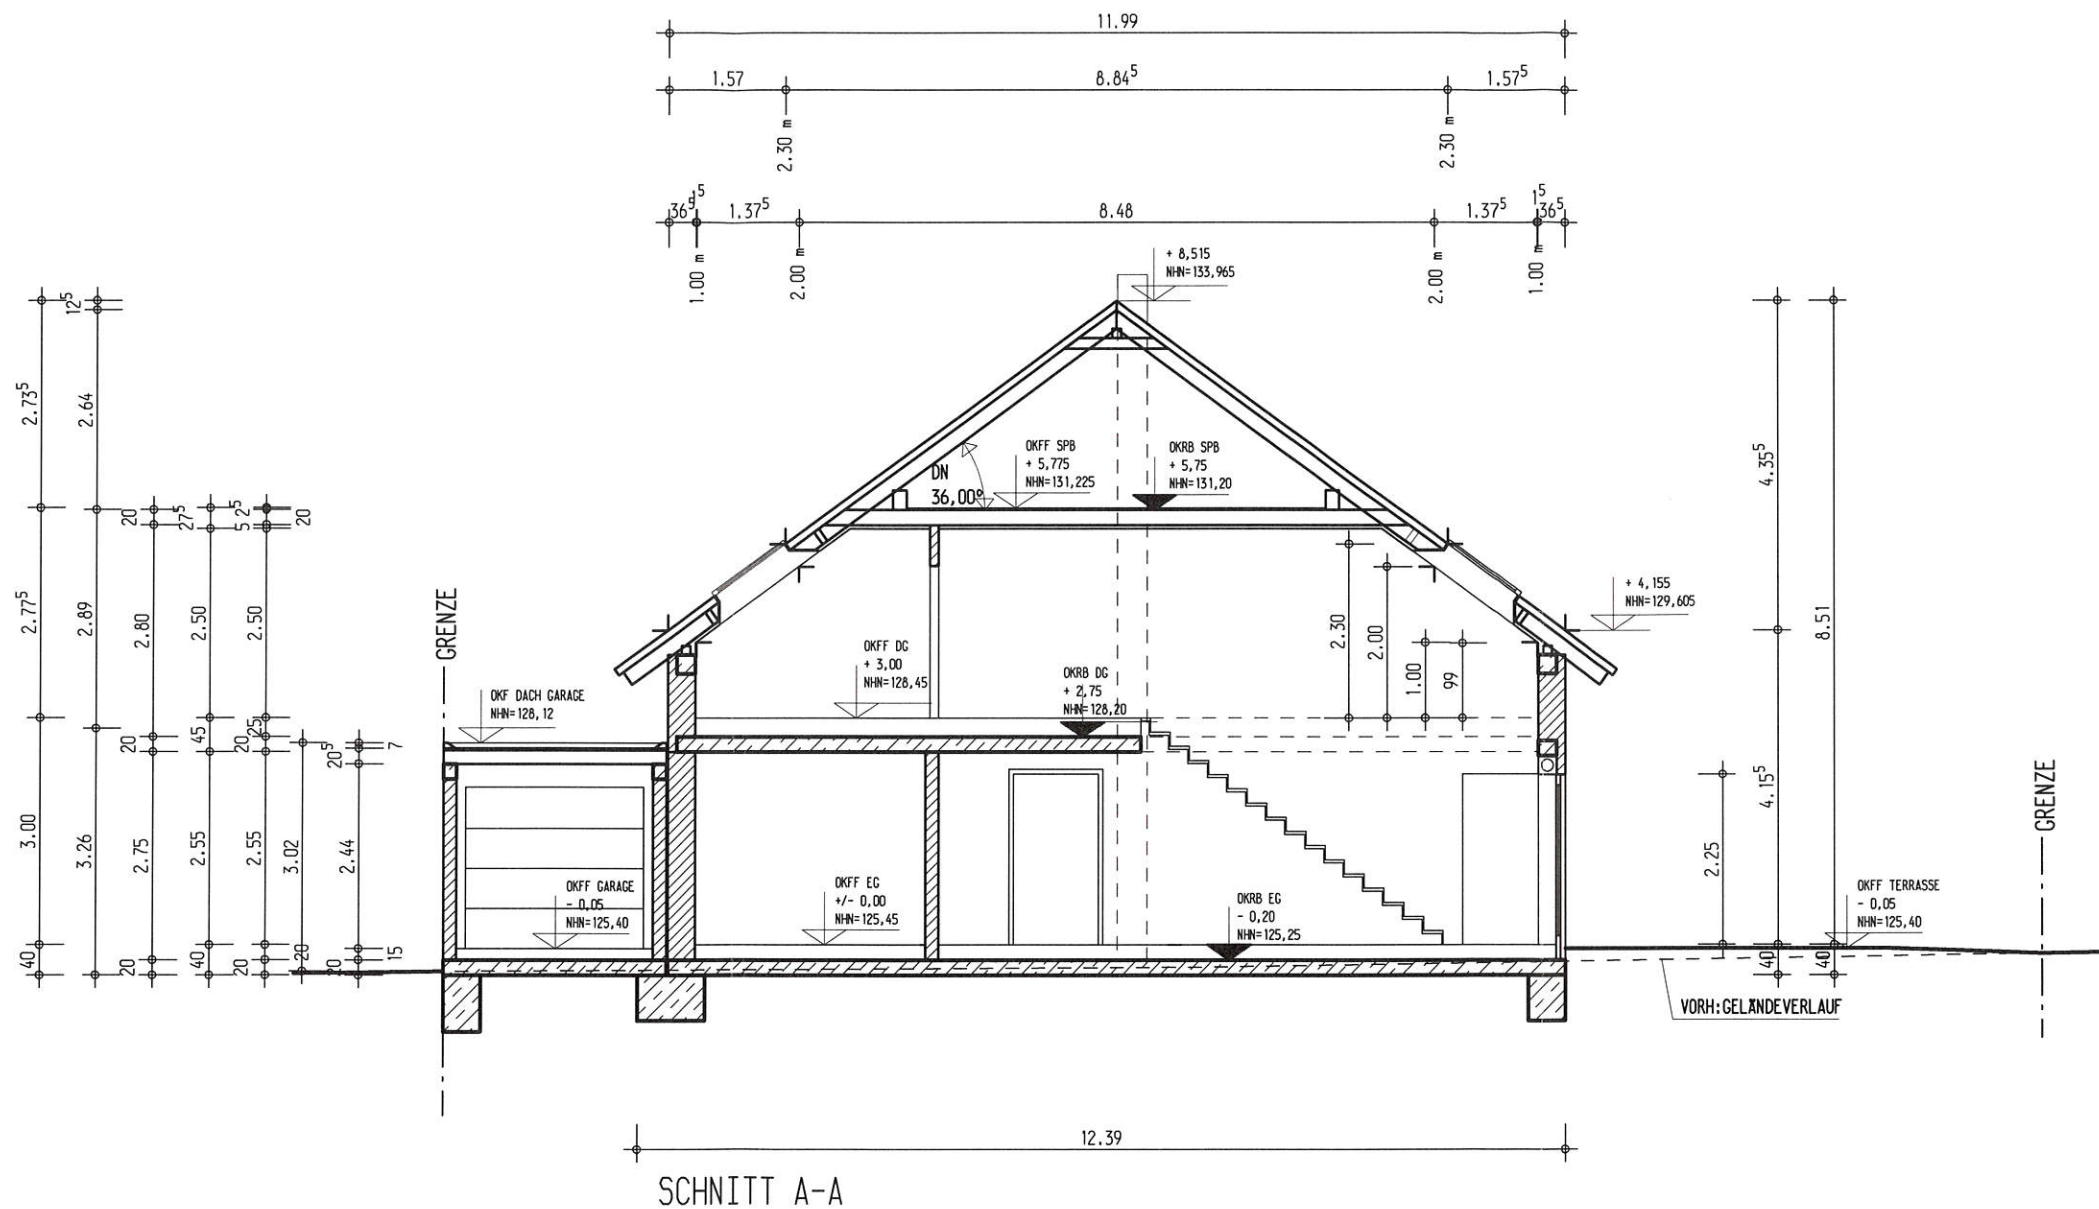 11.99
1.57 8.84⁵ 1.57⁵
2.30 m 2.30 m
36⁵ 1⁵ 1.37⁵ 8.48 1.37⁵ 1⁵ 36⁵
1.00 m 2.00 m 2.00 m 1.00 m
+ 8,515
NHN=133,965
12⁵
2.73⁵ 2.64
4.35⁵
OKFF SPB
+ 5,775
NHN=131,225
OKRB SPB
+ 5,75
NHN=131,20
DN
36,00°
20 27⁵ 5 2⁵ 20
2.77⁵ 2.89 2.80 2.50 2.50
GRENZE
2.30 2.00 1.00 99
+ 4,155
NHN=129,605
8.51
OKFF DG
+ 3,00
NHN=128,45
OKRB DG
+ 2,75
NHN=128,20
OKF DACH GARAGE
NHN=128,12
20 45 20 25 20⁵ 7
3.00 3.26 2.75 2.55 2.55 3.02 2.44
4.15⁵
2.25
GRENZE
OKFF GARAGE
- 0,05
NHN=125,40
OKFF EG
+/- 0,00
NHN=125,45
OKRB EG
- 0,20
NHN=125,25
OKFF TERRASSE
- 0,05
NHN=125,40
40 20 40 20 20 20 15
40 40
VORH:GELÄNDEVERLAUF
12.39
SCHNITT A-A